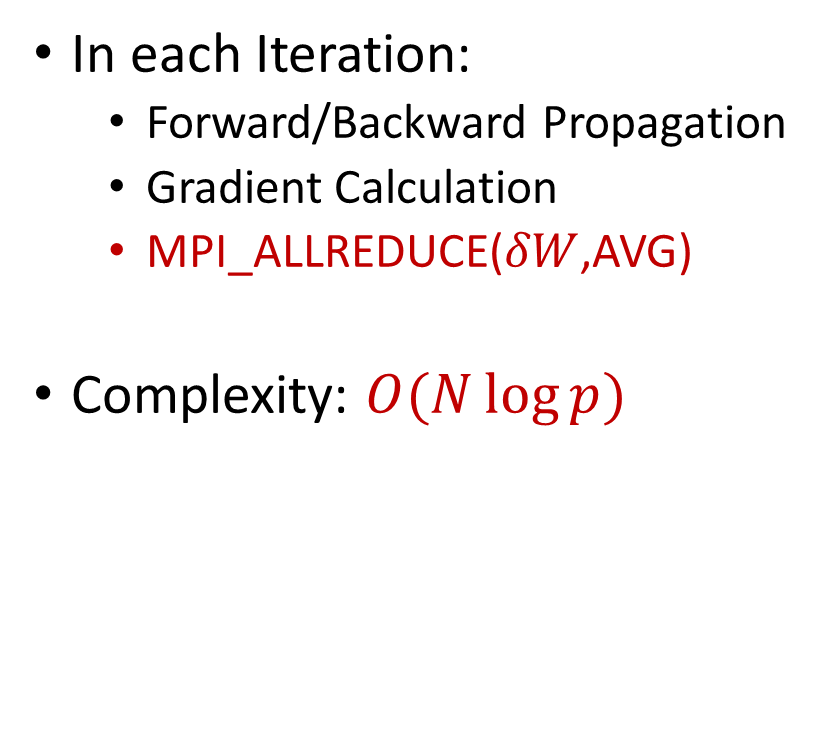 • In each Iteration:
• Forward/Backward Propagation
• Gradient Calculation
• MPI_ALLREDUCE(𝛿𝑊,AVG)
• Complexity: 𝑂(𝑁 log 𝑝)